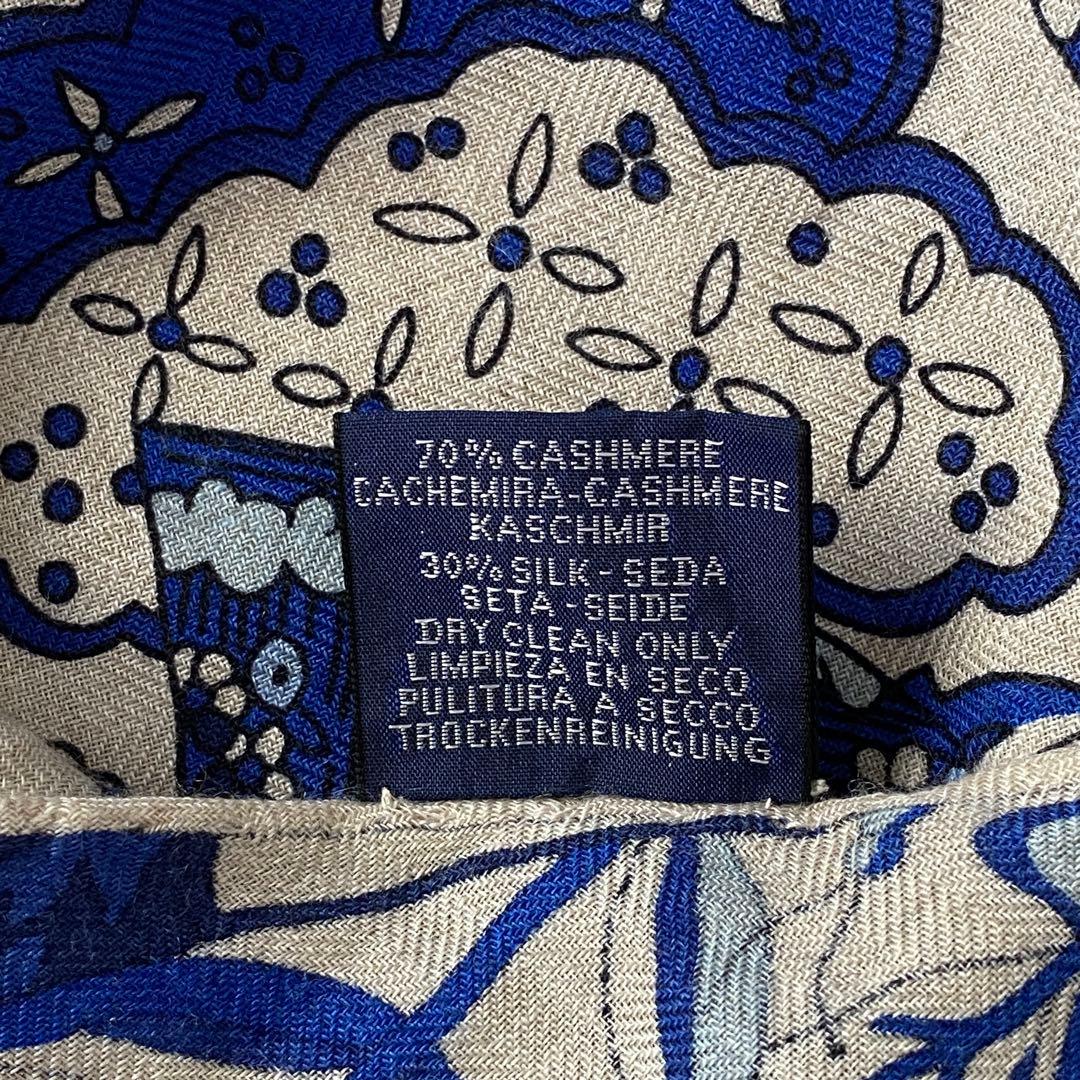 70% CASHMERE
CACHEMIRA-CASHMERE
KASCHMIR
30% SILK - SEDA
SETA - SEIDE
DRY CLEAN ONLY
LIMPIEZA EN SECO
PULITURA A SECCO
TROCKENREINIGUNG